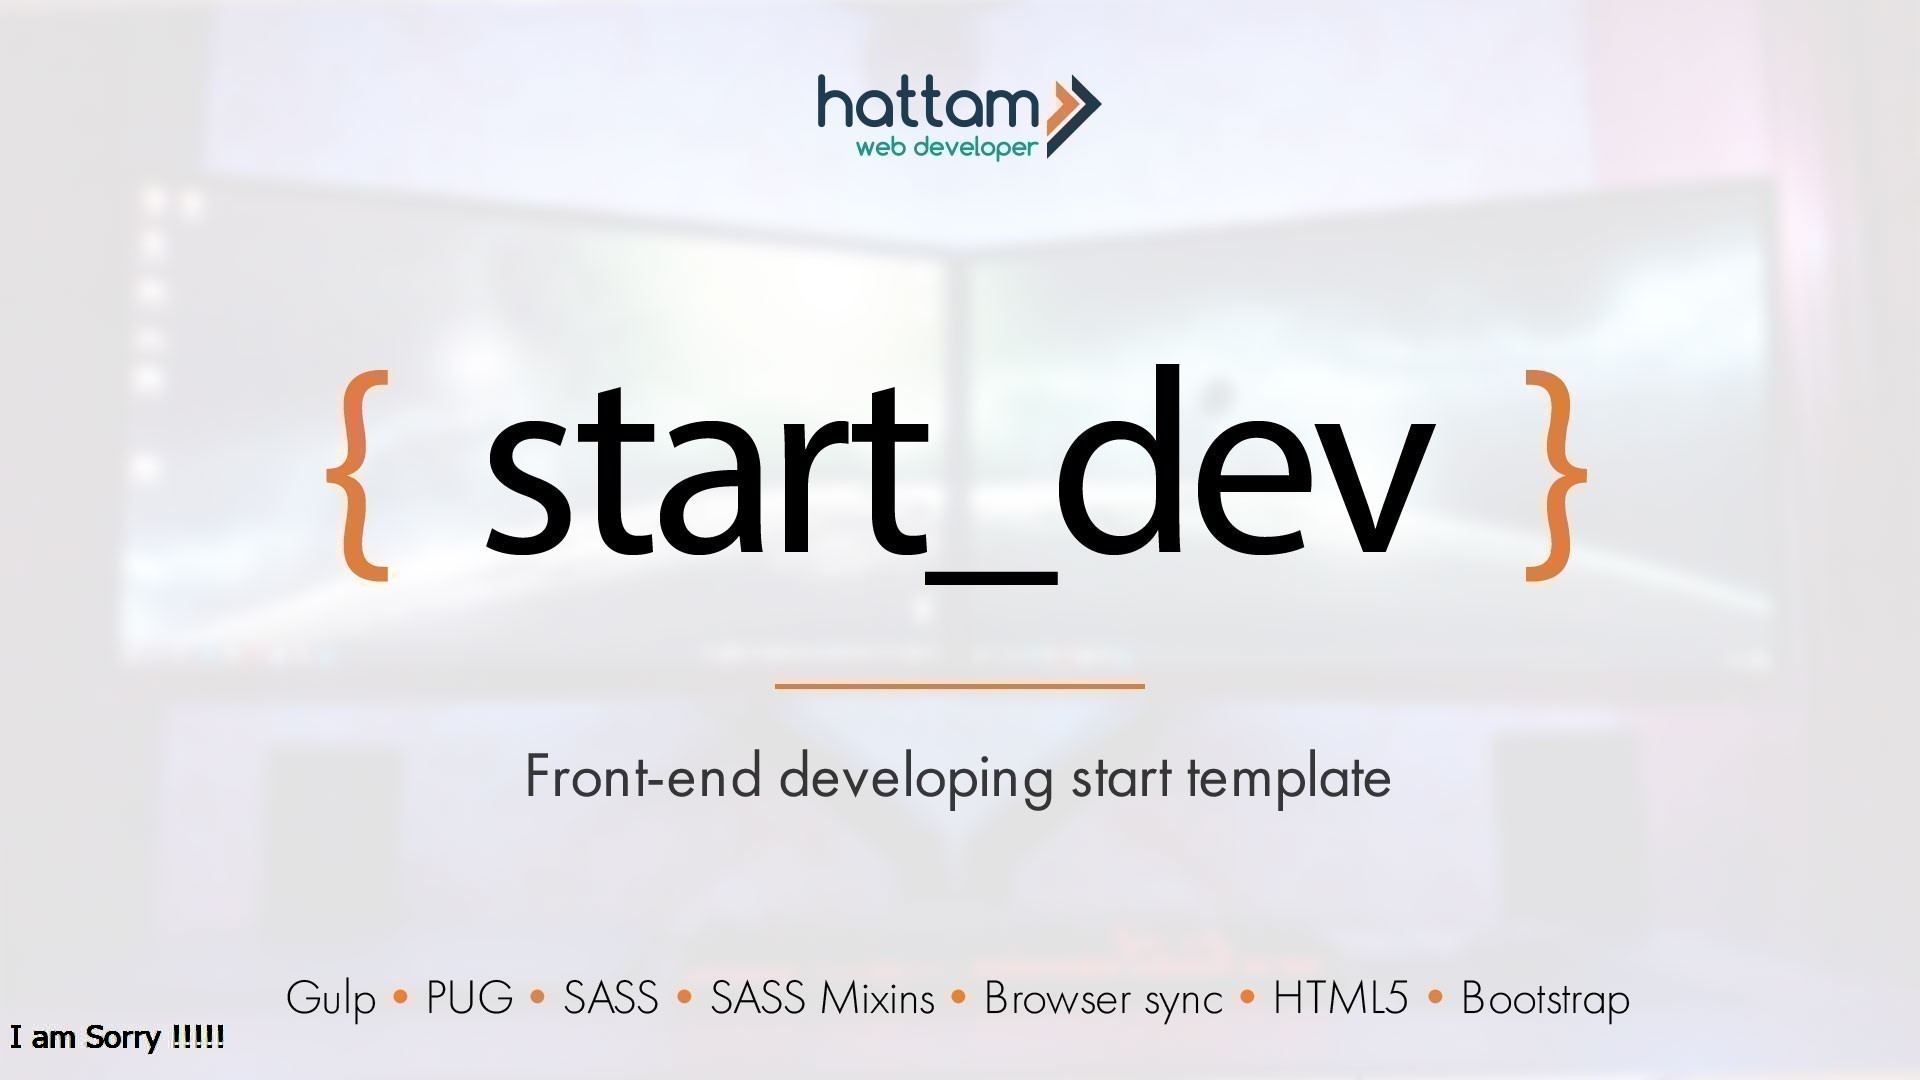 hattam
web developer
{ start_dev }
Front-end developing start template
Gulp • PUG • SASS • SASS Mixins • Browser sync • HTML5 • Bootstrap
I am Sorry !!!!!